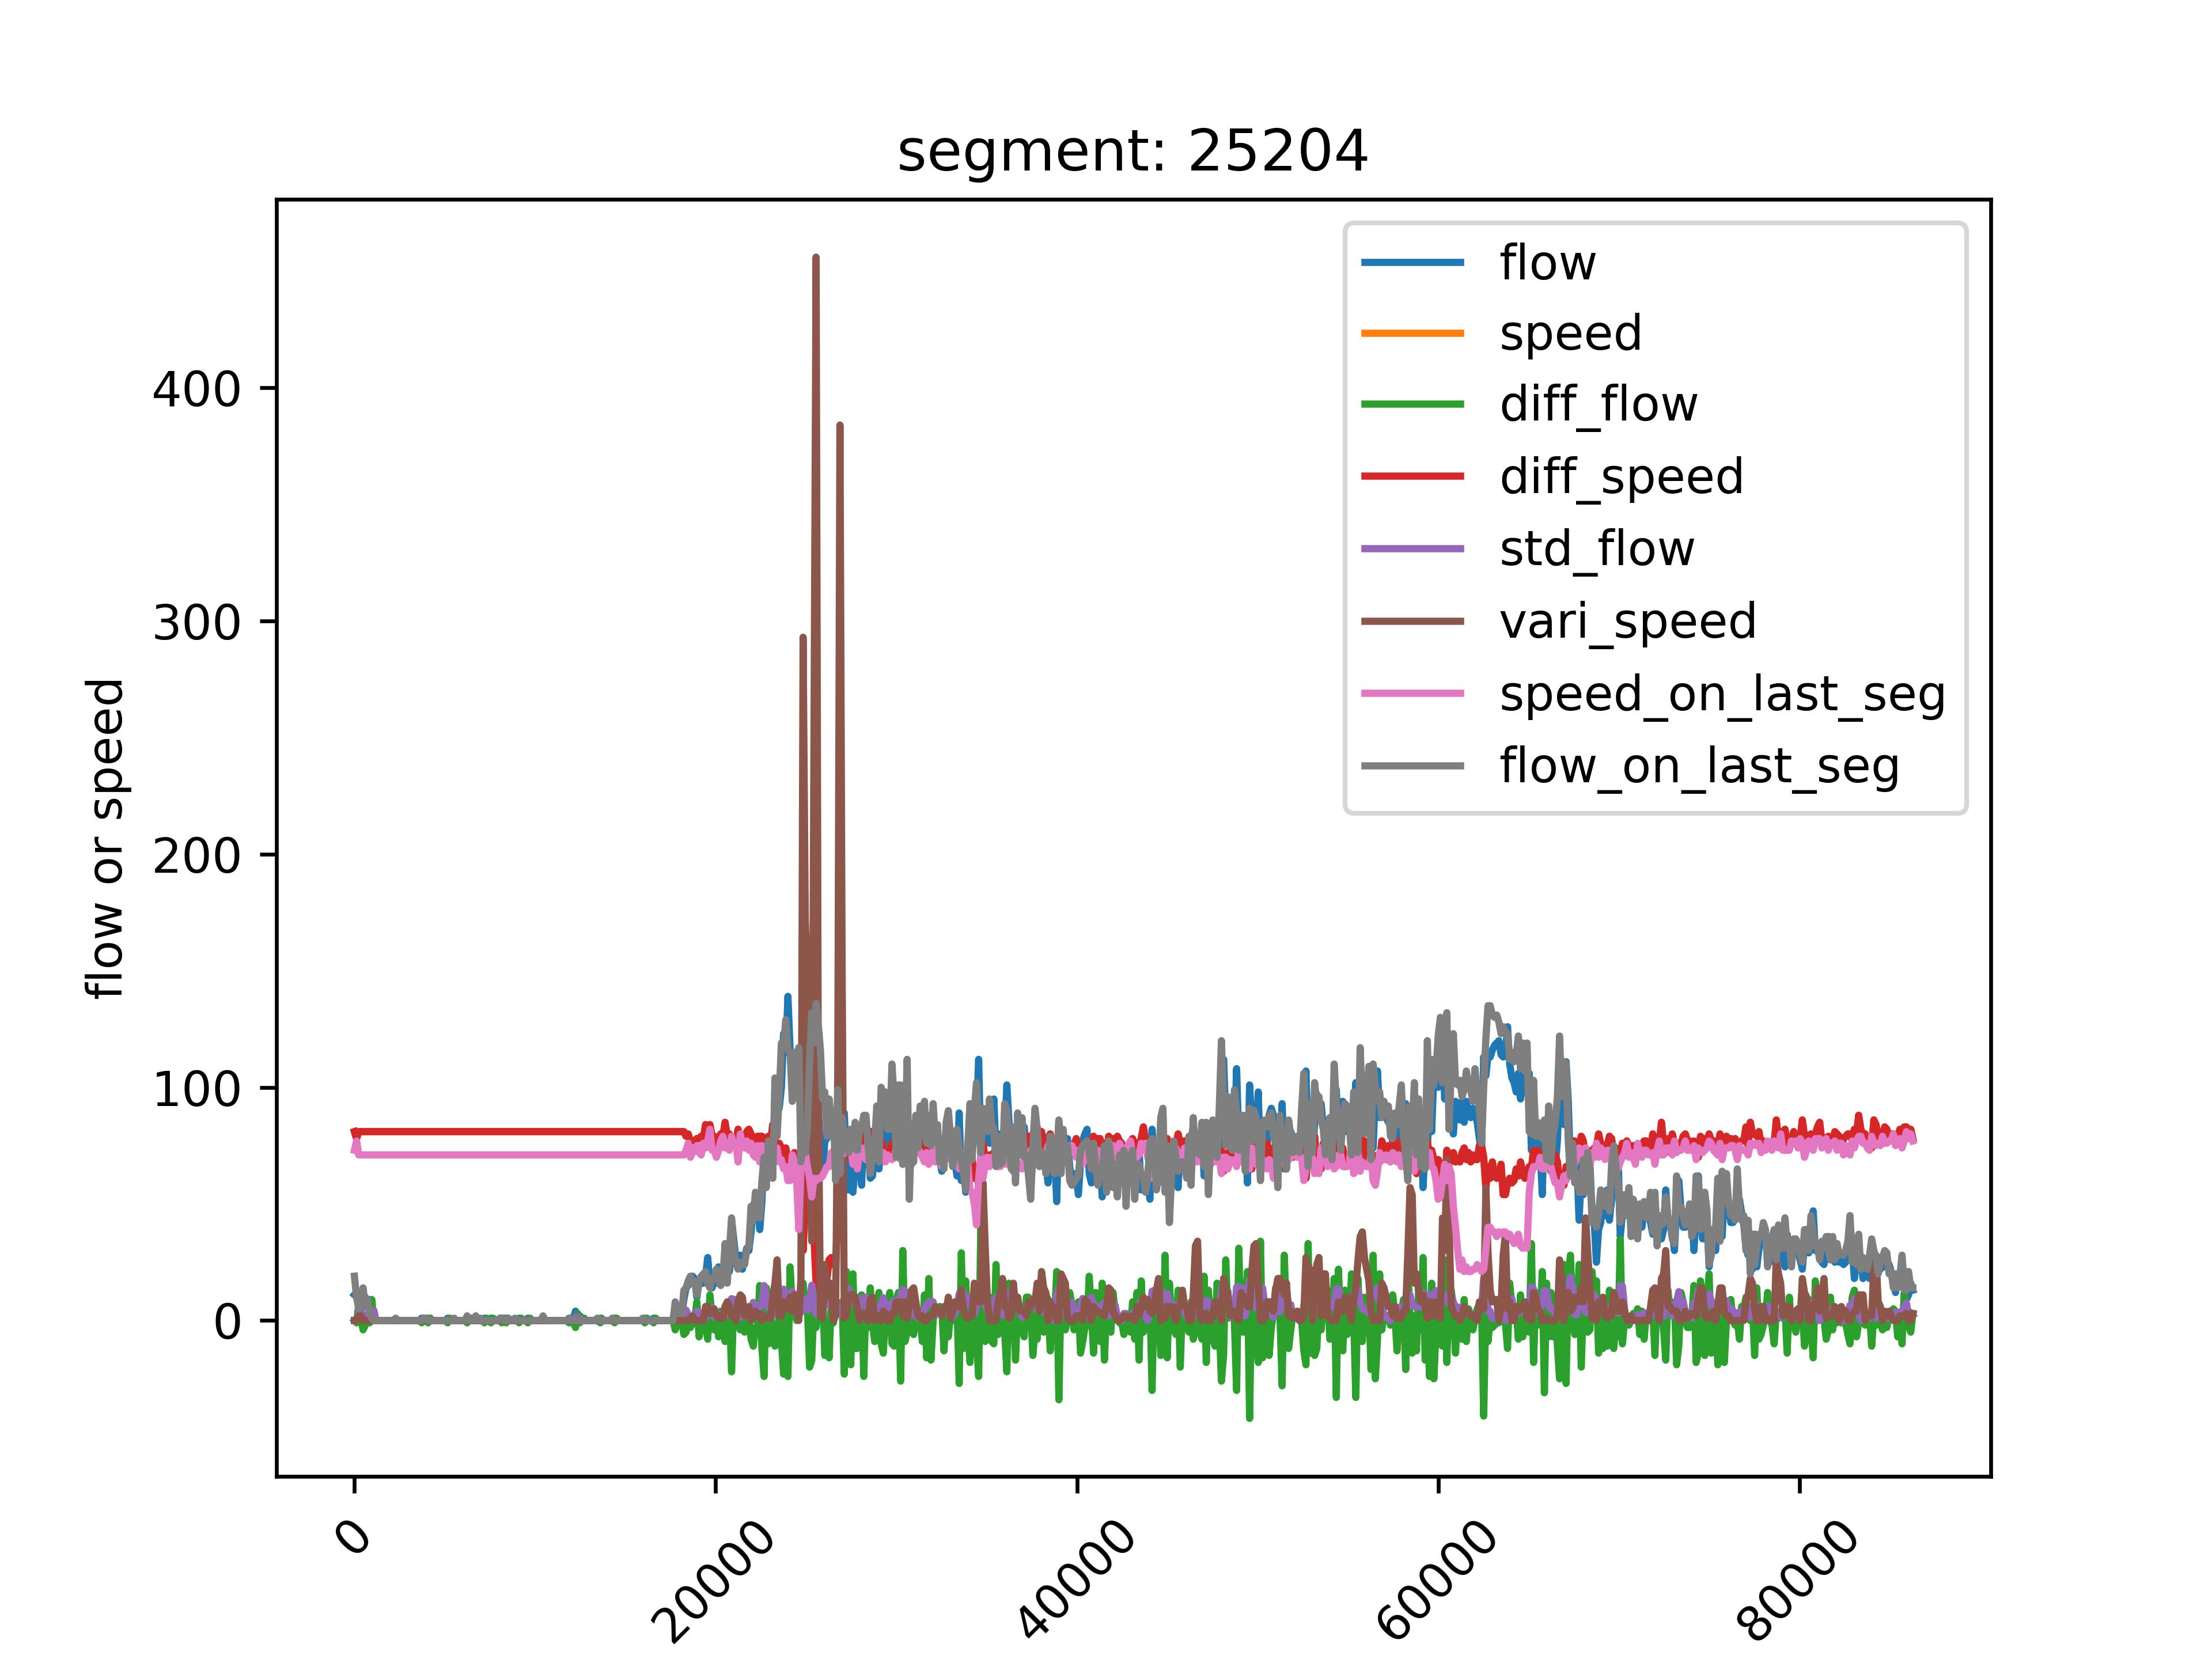 segment: 25204
flow or speed
400
300
200
100
0
flow
speed
diff_flow
diff_speed
std_flow
vari_speed
speed_on_last_seg
flow_on_last_seg
0
20000
40000
60000
80000